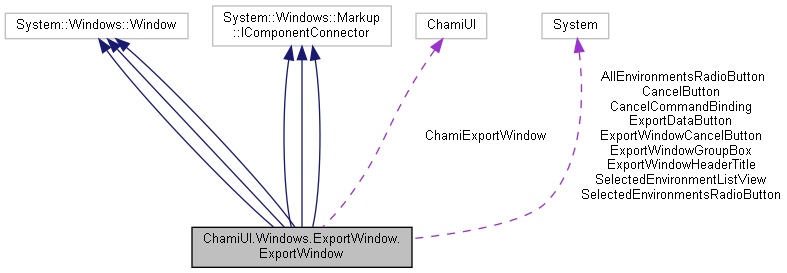 System::Windows::Window
System::Windows::Markup
::IComponentConnector
ChamiUI
System
ChamiExportWindow
AllEnvironmentsRadioButton
CancelButton
CancelCommandBinding
ExportDataButton
ExportWindowCancelButton
ExportWindowGroupBox
ExportWindowHeaderTitle
SelectedEnvironmentListView
SelectedEnvironmentsRadioButton
ChamiUI.Windows.ExportWindow.
ExportWindow